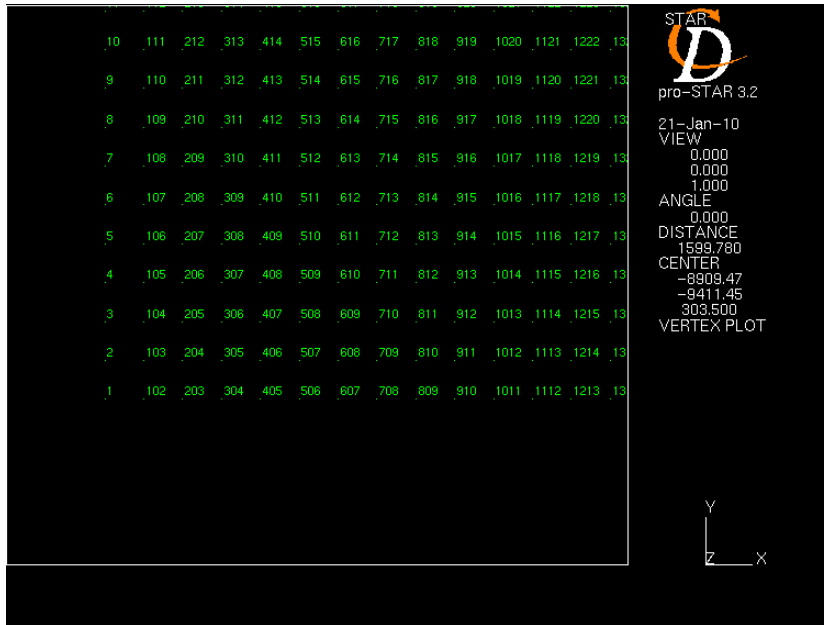 10 111 212 313 414 515 616 717 818 919 1020 1121 1222
9 110 211 312 413 514 615 716 817 918 1019 1120 1221
8 109 210 311 412 513 614 715 816 917 1018 1119 1220
7 108 209 310 411 512 613 714 815 916 1017 1118 1219 13
6 107 208 309 410 511 612 713 814 915 1016 1117 1218 13
5 106 207 308 409 510 611 712 813 914 1015 1116 1217 13
4 105 206 307 408 509 610 711 812 913 1014 1115 1216 13
3 104 205 306 407 508 609 710 811 912 1013 1114 1215 13
2 103 204 305 406 507 608 709 810 911 1012 1113 1214 13
1 102 203 304 405 506 607 708 809 910 1011 1112 1213 13
STAR
CD
pro-STAR 3.2
21-Jan-10
VIEW
0.000
0.000
1.000
ANGLE
0.000
DISTANCE
1599.780
CENTER
-8909.47
-9411.45
303.500
VERTEX PLOT
Y
Z X